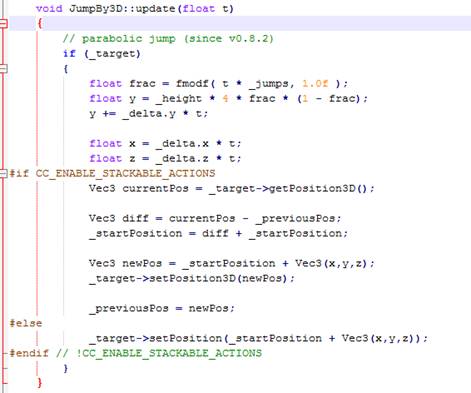 void JumpBy3D::update(float t)
{
// parabolic jump (since v0.8.2)
if (_target)
{
float frac = fmodf( t * _jumps, 1.0f );
float y = _height * 4 * frac * (1 - frac);
y += _delta.y * t;
float x = _delta.x * t;
float z = _delta.z * t;
#if CC_ENABLE_STACKABLE_ACTIONS
Vec3 currentPos = _target->getPosition3D();
Vec3 diff = currentPos - _previousPos;
_startPosition = diff + _startPosition;
Vec3 newPos = _startPosition + Vec3(x,y,z);
_target->setPosition3D(newPos);
_previousPos = newPos;
#else
_target->setPosition(_startPosition + Vec3(x,y,z));
#endif // !CC_ENABLE_STACKABLE_ACTIONS
}
}